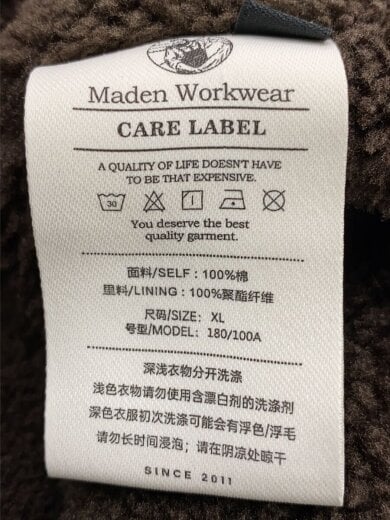 Maden Workwear
CARE LABEL
A QUALITY OF LIFE DOESN'T HAVE
TO BE THAT EXPENSIVE.
30
You deserve the best
quality garment.
面料/SELF：100%棉
里料/LINING：100%聚酯纤维
尺码/SIZE： XL
号型/MODEL：180/100A
深浅衣物分开洗涤
浅色衣物请勿使用含漂白剂的洗涤剂
深色衣服初次洗涤可能会有浮色/浮毛
请勿长时间浸泡；请在阴凉处晾干
SINCE 2011